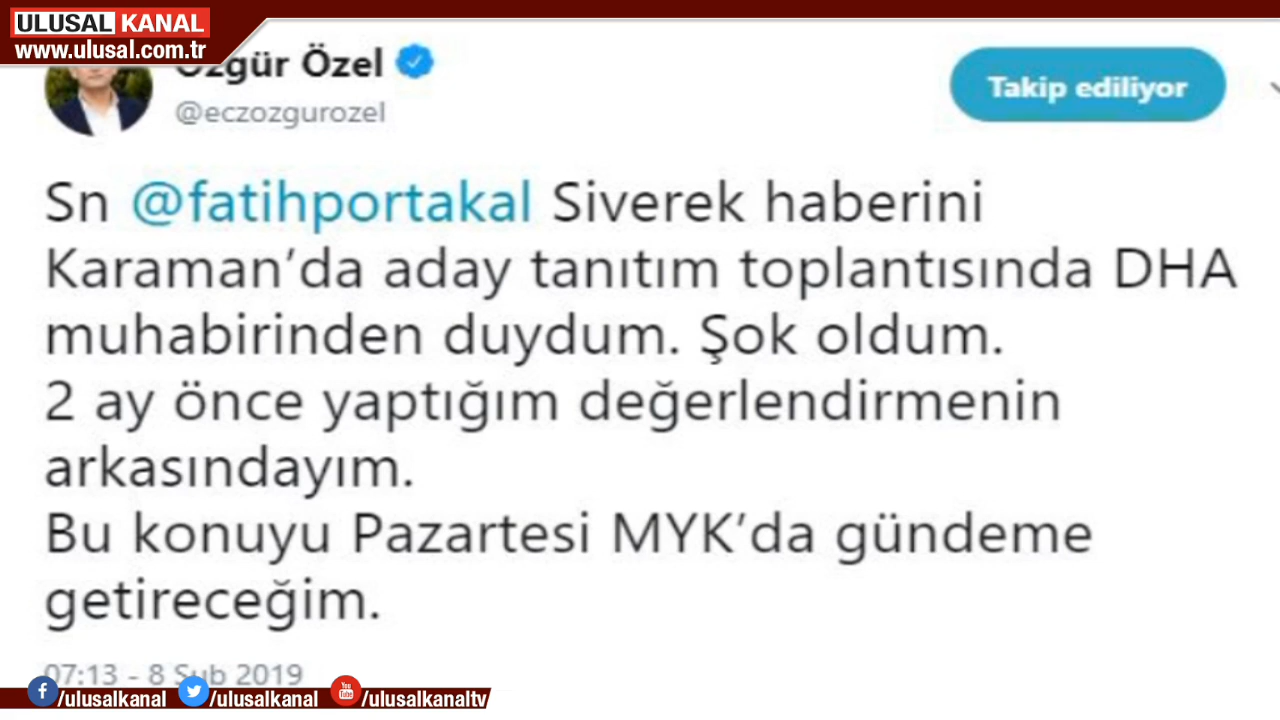 ULUSAL KANAL
www.ulusal.com.tr
Özgür Özel
@eczozgurozel
Takip ediliyor
Sn @fatihportakal Siverek haberini
Karaman’da aday tanıtım toplantısında DHA
muhabirinden duydum. Şok oldum.
2 ay önce yaptığım değerlendirmenin
arkasındayım.
Bu konuyu Pazartesi MYK’da gündeme
getireceğim.
07:13 - 8 Şub 2019
/ulusalkanal /ulusalkanal You Tube /ulusalkanaltv